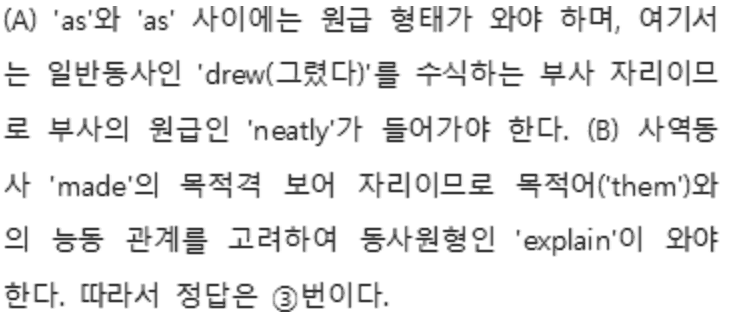 (A) 'as'와 'as' 사이에는 원급 형태가 와야 하며, 여기서
는 일반동사인 'drew(그렸다)'를 수식하는 부사 자리이므
로 부사의 원급인 'neatly'가 들어가야 한다. (B) 사역동
사 'made'의 목적격 보어 자리이므로 목적어('them')와
의 능동 관계를 고려하여 동사원형인 'explain'이 와야
한다. 따라서 정답은 ③번이다.